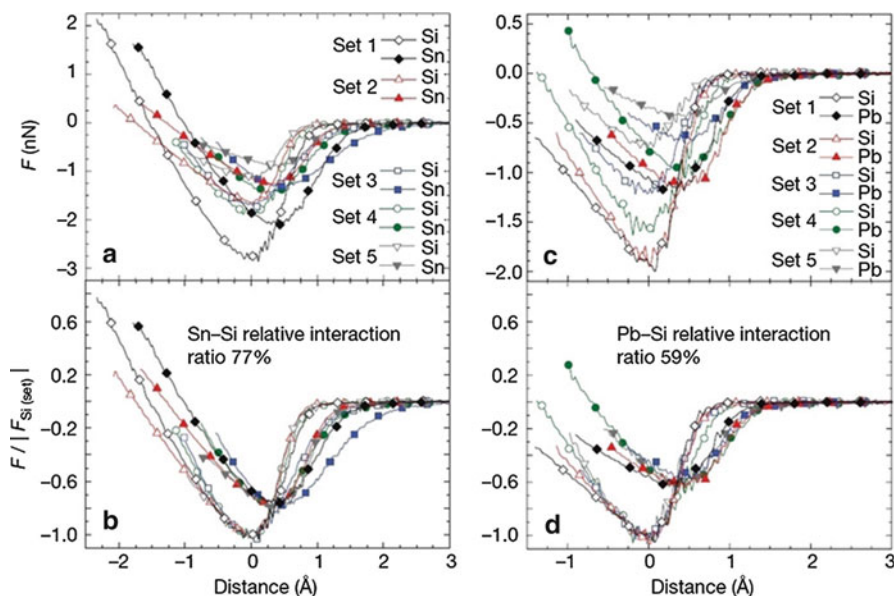 2
1
0
−1
−2
−3
F (nN)
Set 1 Si
Sn
Set 2 Si
Sn
Set 3 Si
Sn
Set 4 Si
Sn
Set 5 Si
Sn
a
0.5
0.0
−0.5
−1.0
−1.5
−2.0
F (nN)
Set 1 Si
Pb
Set 2 Si
Pb
Set 3 Si
Pb
Set 4 Si
Pb
Set 5 Si
Pb
c
0.6
0.2
−0.2
−0.6
−1.0
F / | F Si (set) |
Sn–Si relative interaction
ratio 77%
b
−2 −1 0 1 2 3
Distance (Å)
0.6
0.2
−0.2
−0.6
−1.0
Pb–Si relative interaction
ratio 59%
d
−1 0 1 2 3
Distance (Å)